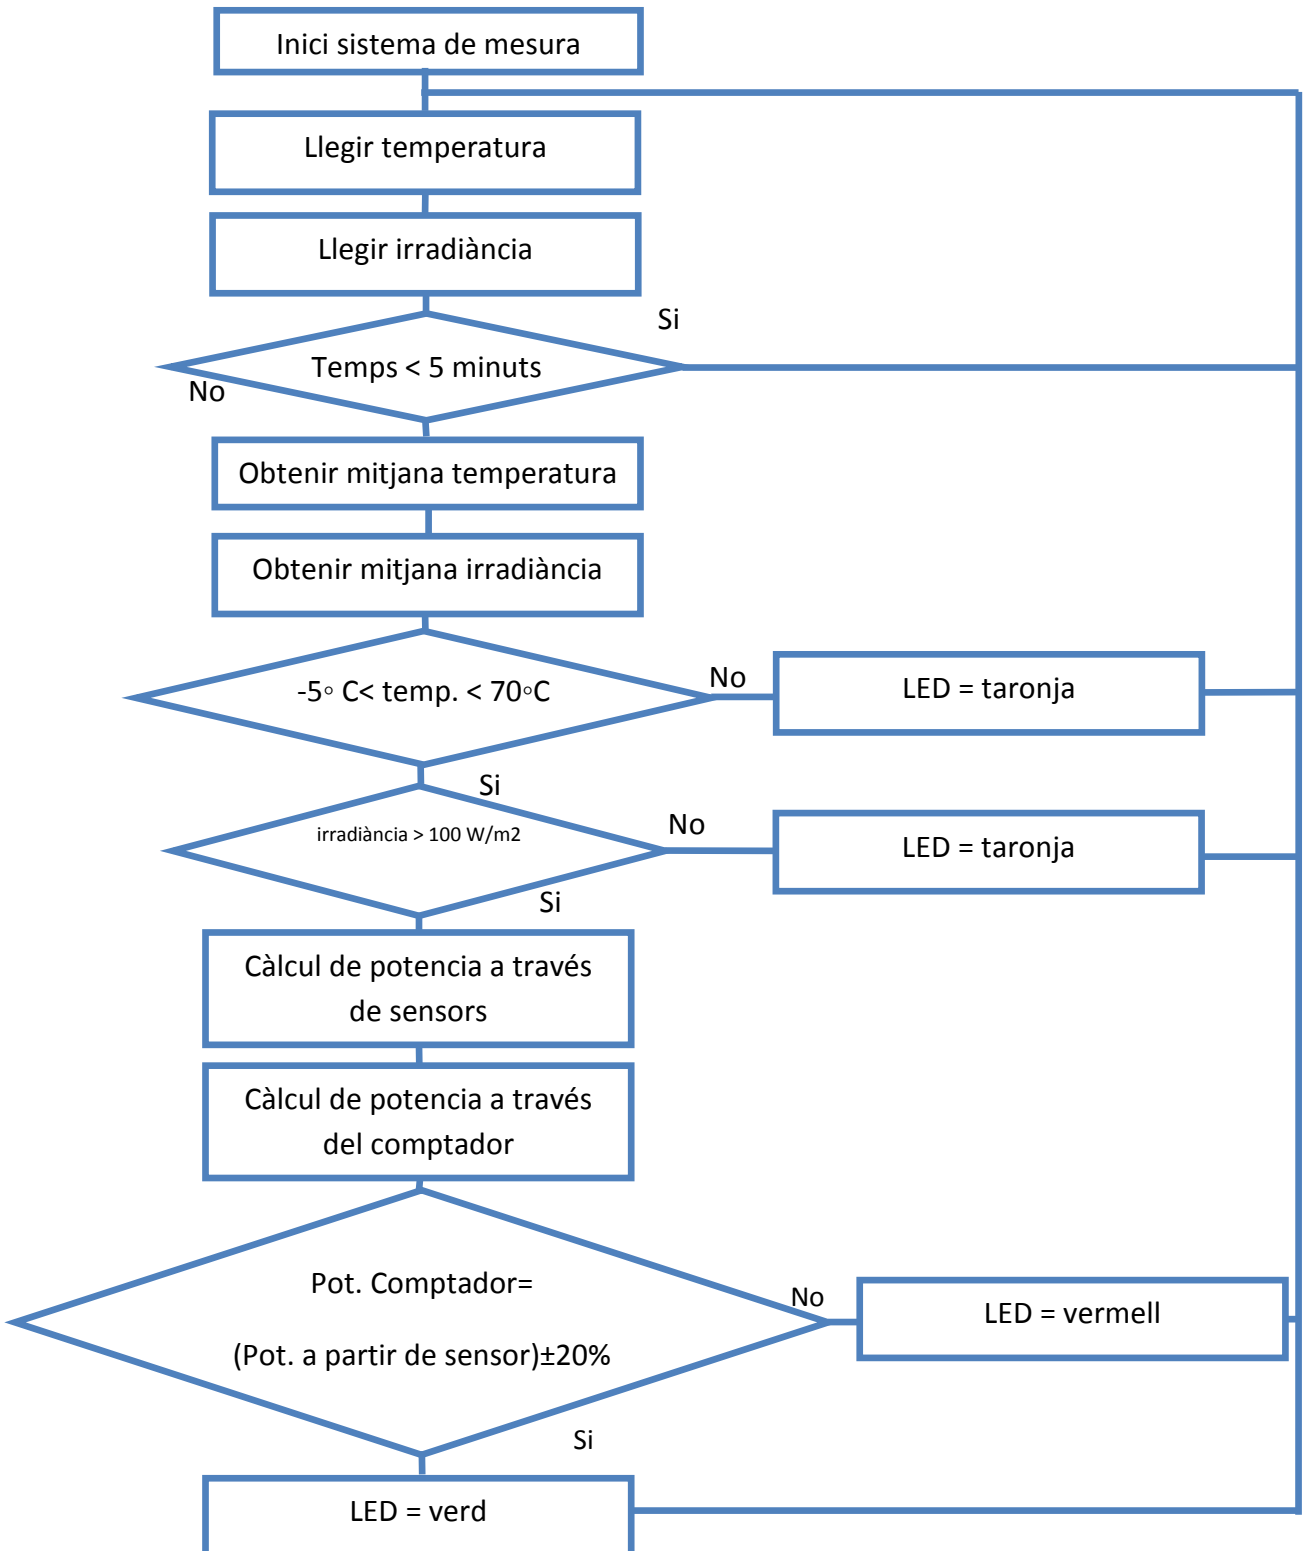 Inici sistema de mesura
Llegir temperatura
Llegir irradiància
Si
Temps < 5 minuts
No
Obtenir mitjana temperatura
Obtenir mitjana irradiància
-5◦ C< temp. < 70◦C
No
LED = taronja
Si
irradiància > 100 W/m2
No
LED = taronja
Si
Càlcul de potencia a través
de sensors
Càlcul de potencia a través
del comptador
Pot. Comptador=
(Pot. a partir de sensor)±20%
No
LED = vermell
Si
LED = verd